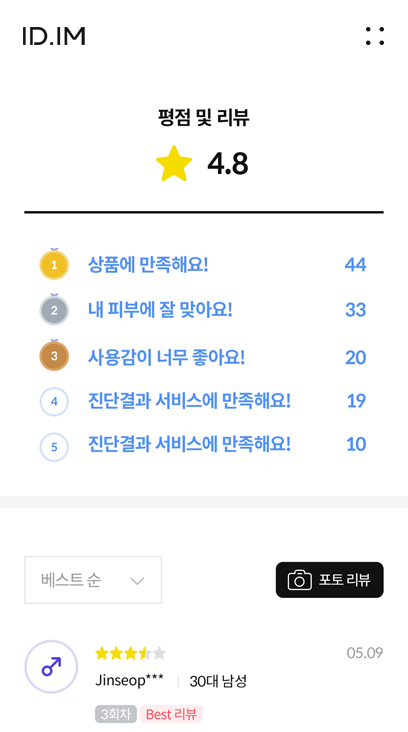 ID.IM
평점 및 리뷰
4.8
1 상품에 만족해요! 44
2 내 피부에 잘 맞아요! 33
3 사용감이 너무 좋아요! 20
4 진단결과 서비스에 만족해요! 19
5 진단결과 서비스에 만족해요! 10
베스트 순 포토 리뷰
05.09
Jinseop*** 30대 남성
3회차 Best 리뷰